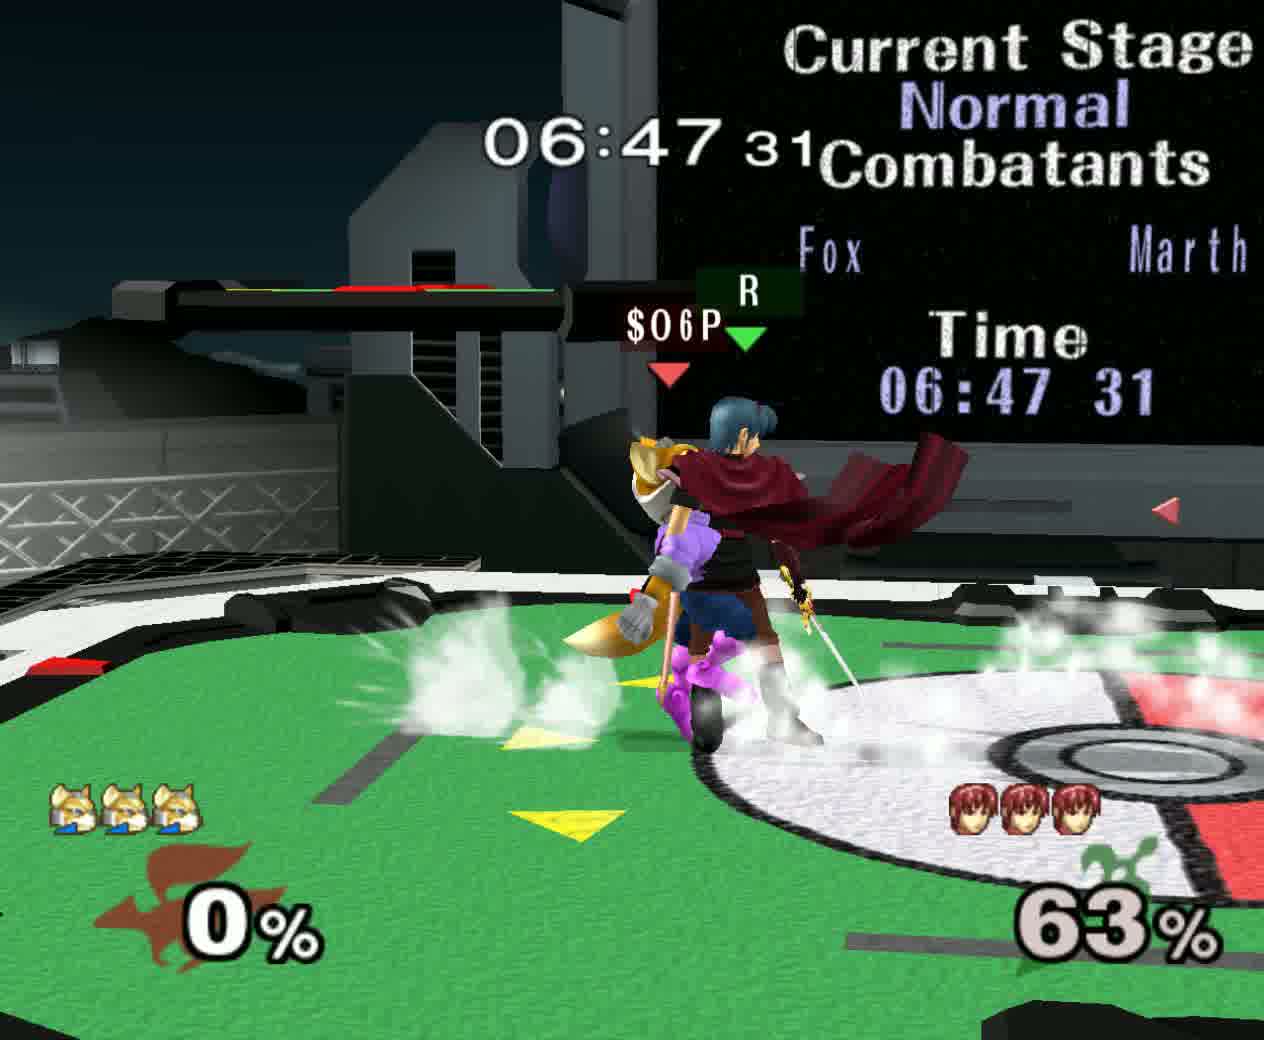 Current Stage
Normal
06:47 31
Combatants
Fox Marth
R
$06P
Time
06:47 31
0%
63%